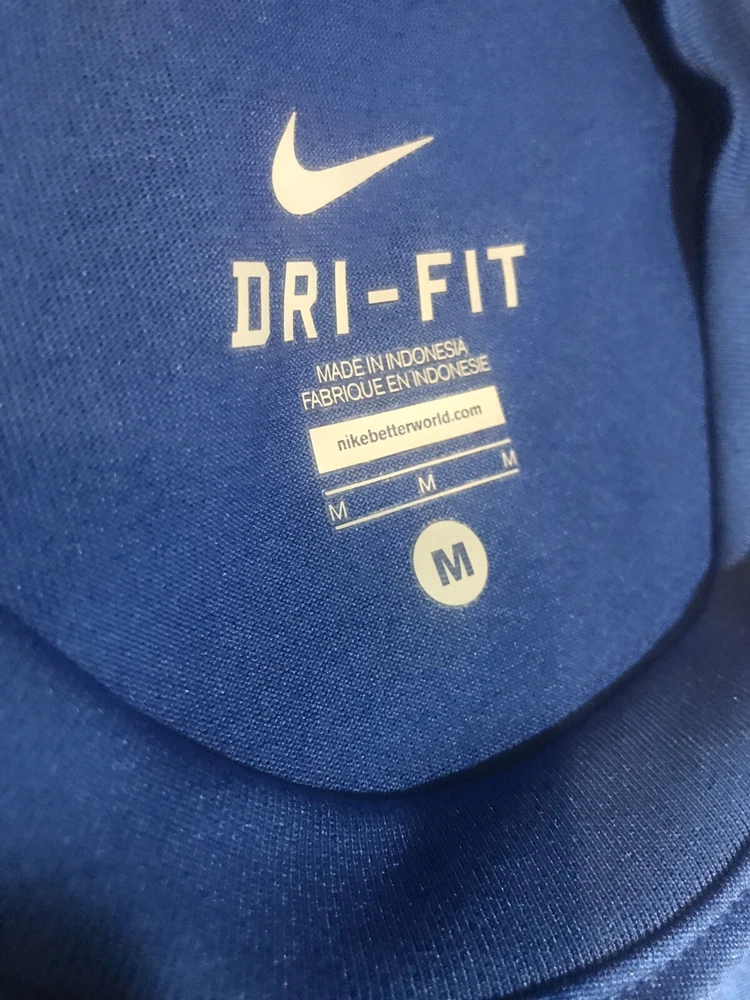 DRI-FIT
MADE IN INDONESIA
FABRIQUE EN INDONESIE
nikebetterworld.com
M M M
M